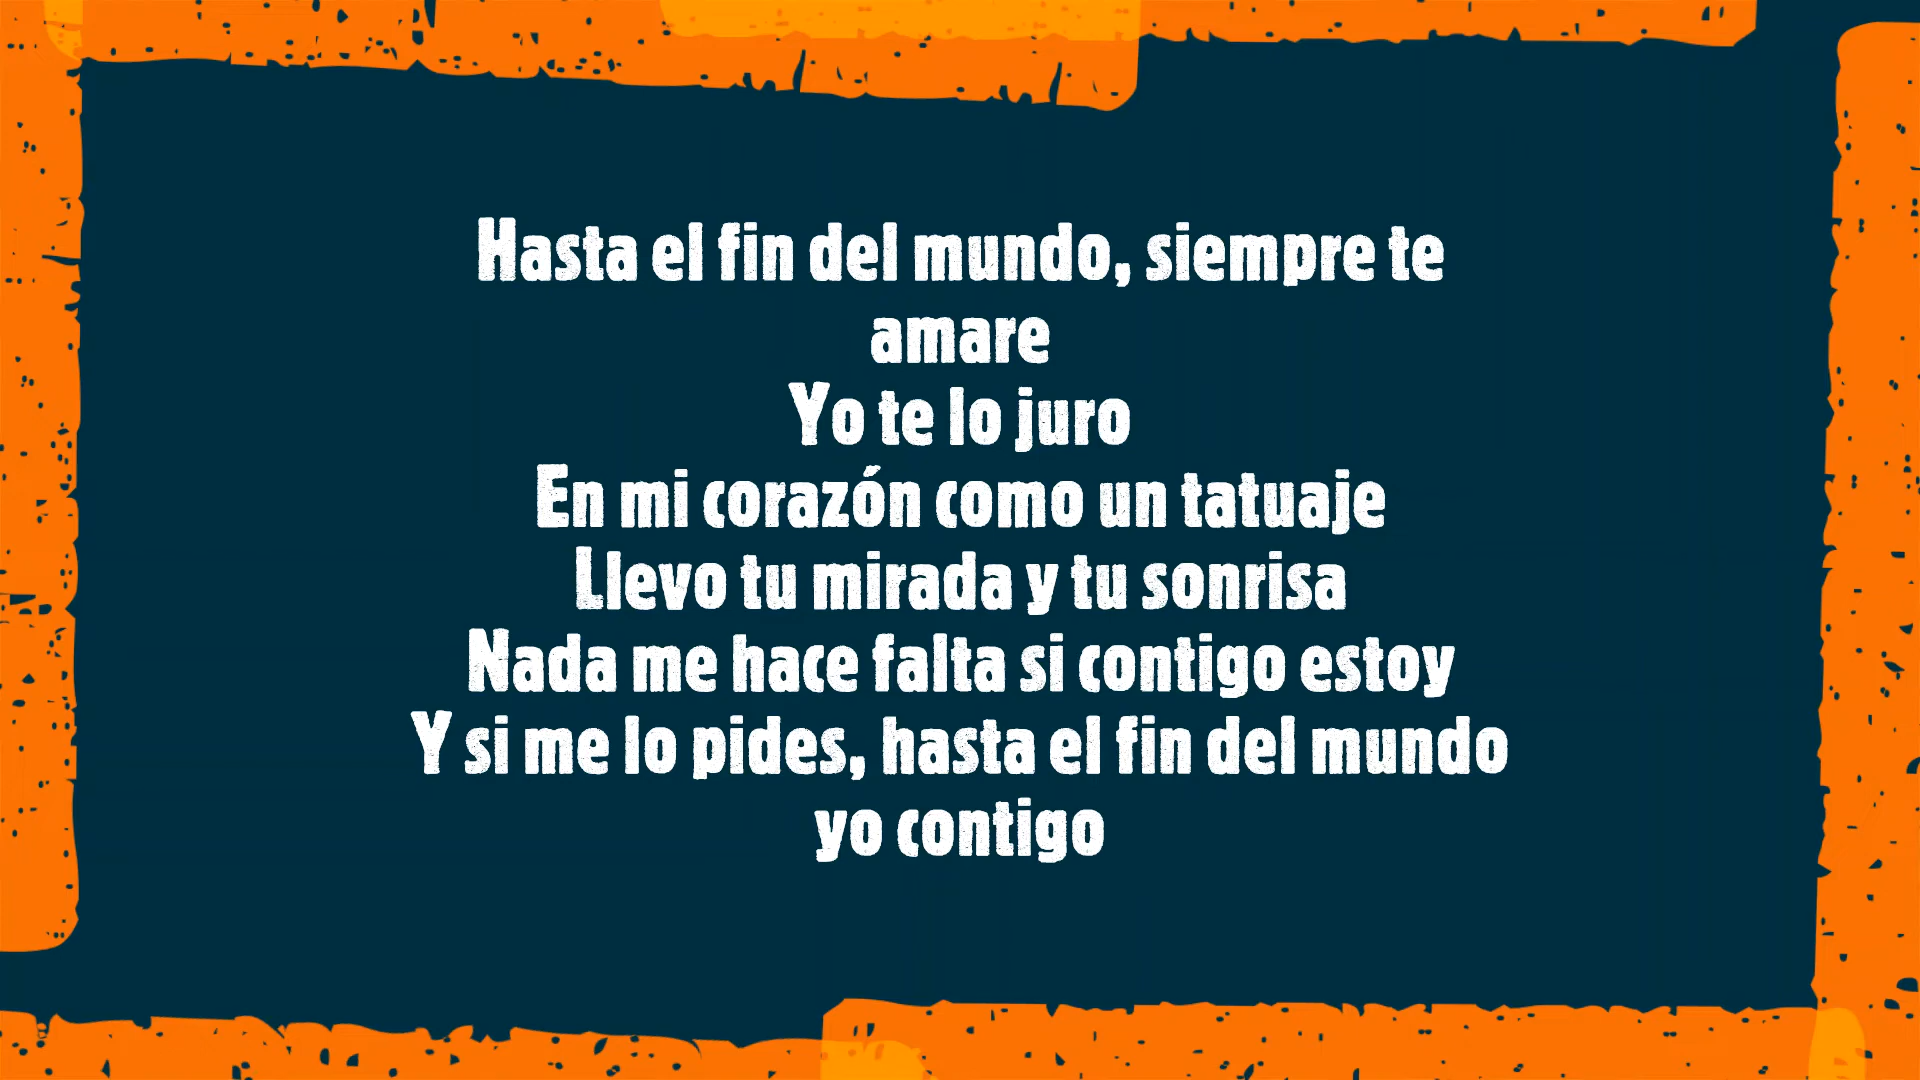 Hasta el fin del mundo, siempre te
amare
Yo te lo juro
En mi corazón como un tatuaje
Llevo tu mirada y tu sonrisa
Nada me hace falta si contigo estoy
Y si me lo pides, hasta el fin del mundo
yo contigo